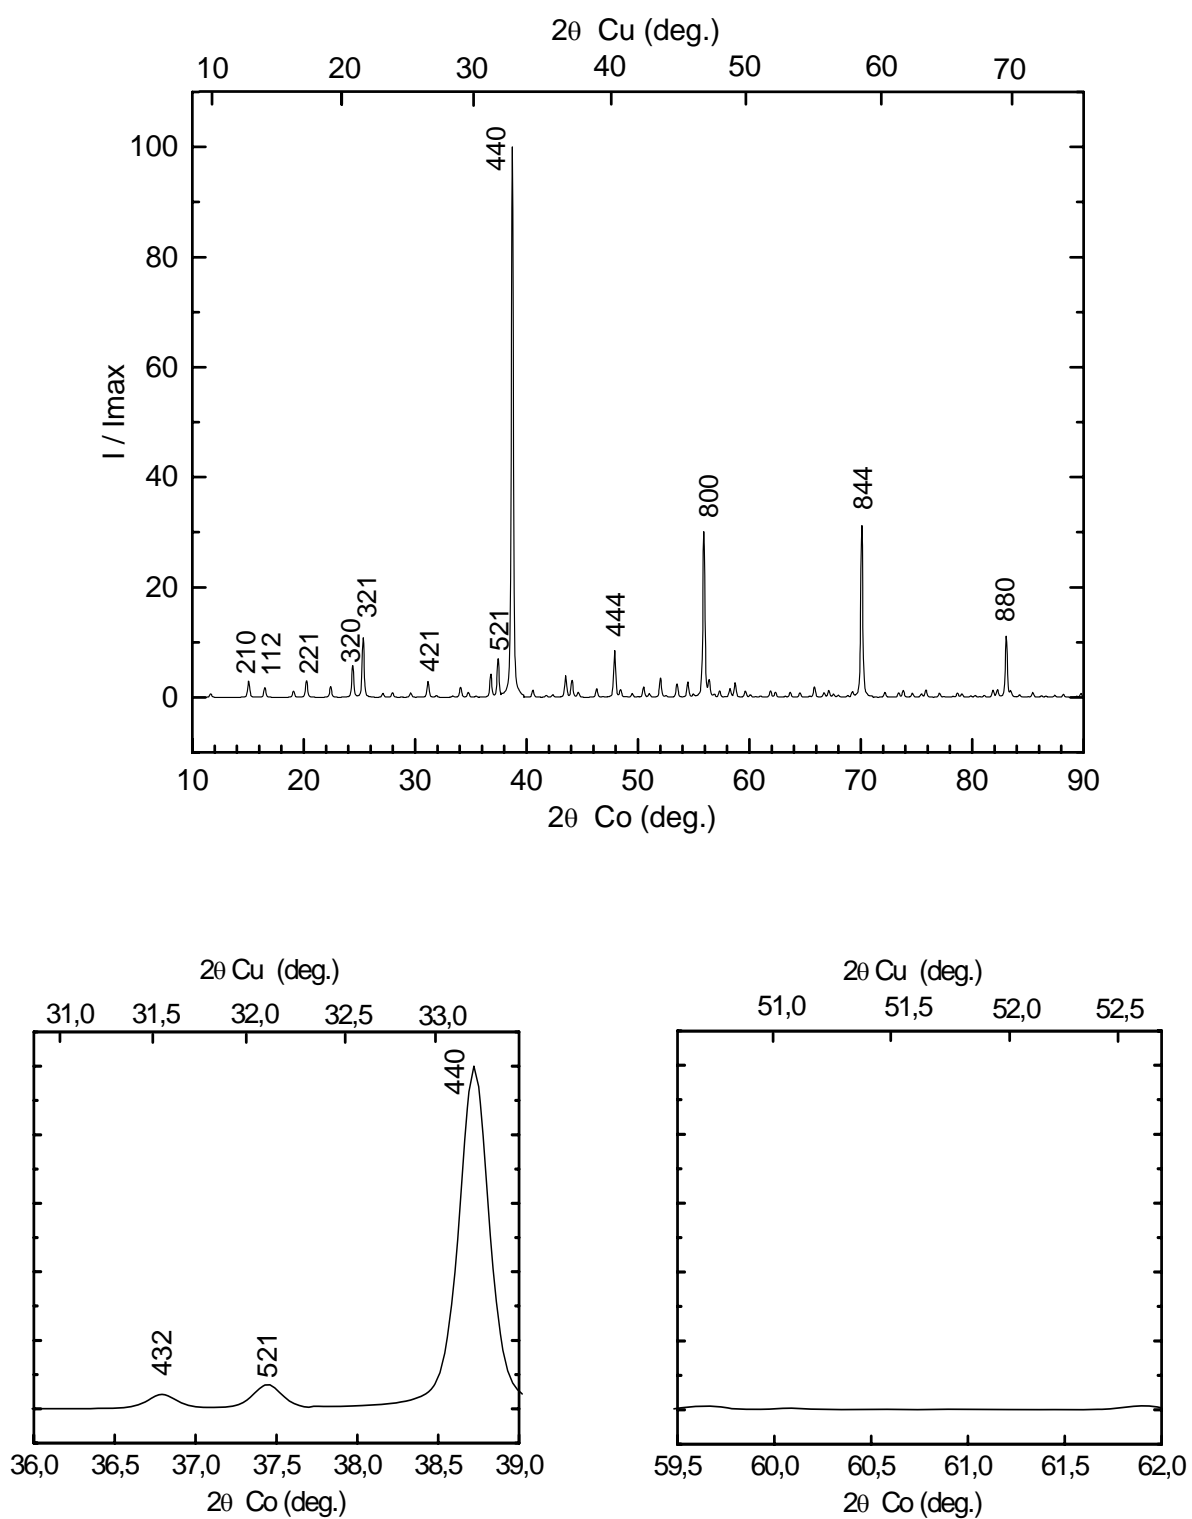 2θ Cu (deg.)
10 20 30 40 50 60 70
100
80
60
40
20
0
I / Imax
210
112
221
320
321
421
521
440
444
800
844
880
10 20 30 40 50 60 70 80 90
2θ Co (deg.)
2θ Cu (deg.)
31,0 31,5 32,0 32,5 33,0
432
521
440
36,0 36,5 37,0 37,5 38,0 38,5 39,0
2θ Co (deg.)
2θ Cu (deg.)
51,0 51,5 52,0 52,5
59,5 60,0 60,5 61,0 61,5 62,0
2θ Co (deg.)